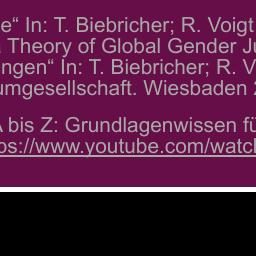 e“ In: T. Biebricher; R. Voigt
Theory of Global Gender Ju
ngen“ In: T. Biebricher; R. V
umgesellschaft. Wiesbaden 2
A bis Z: Grundlagenwissen fü
ps://www.youtube.com/watc